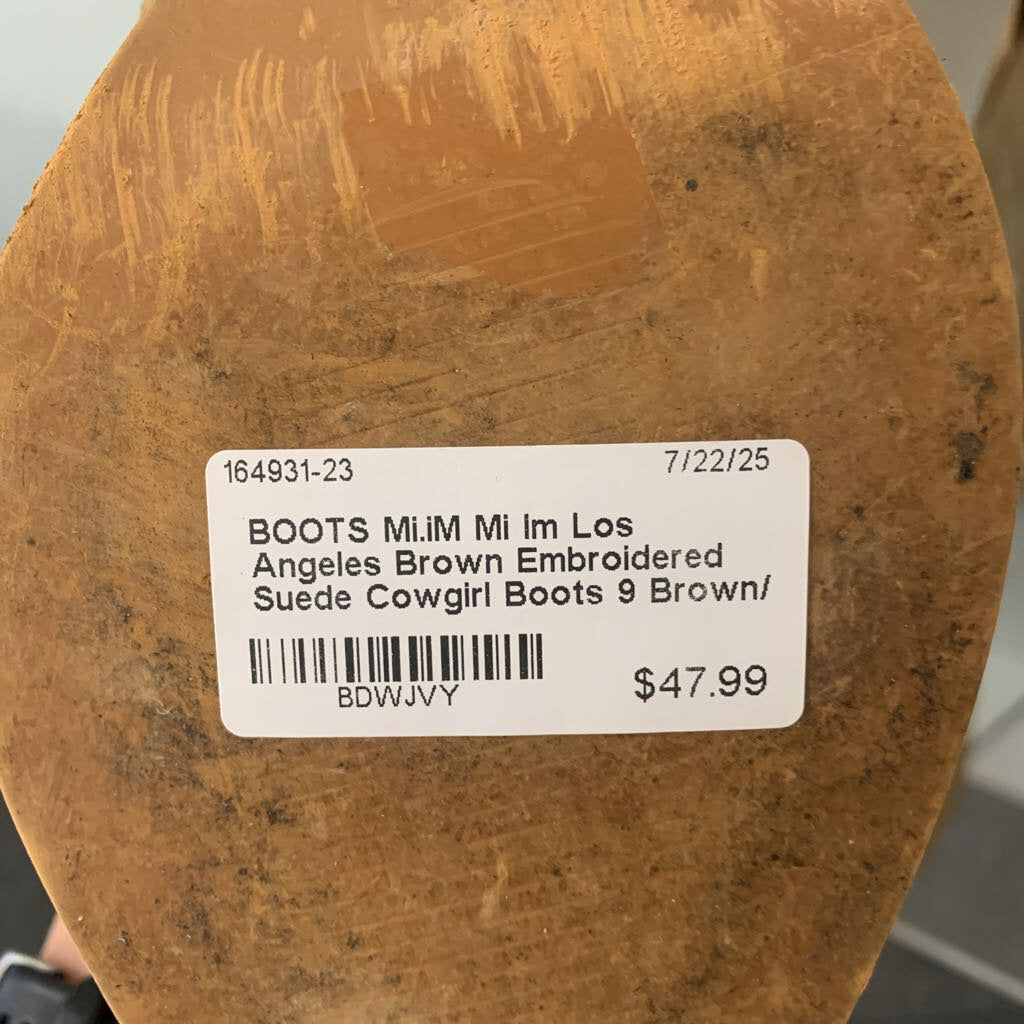 164931-23 7/22/25
BOOTS Mi.iM Mi Im Los
Angeles Brown Embroidered
Suede Cowgirl Boots 9 Brown/
BDWJVY
$47.99